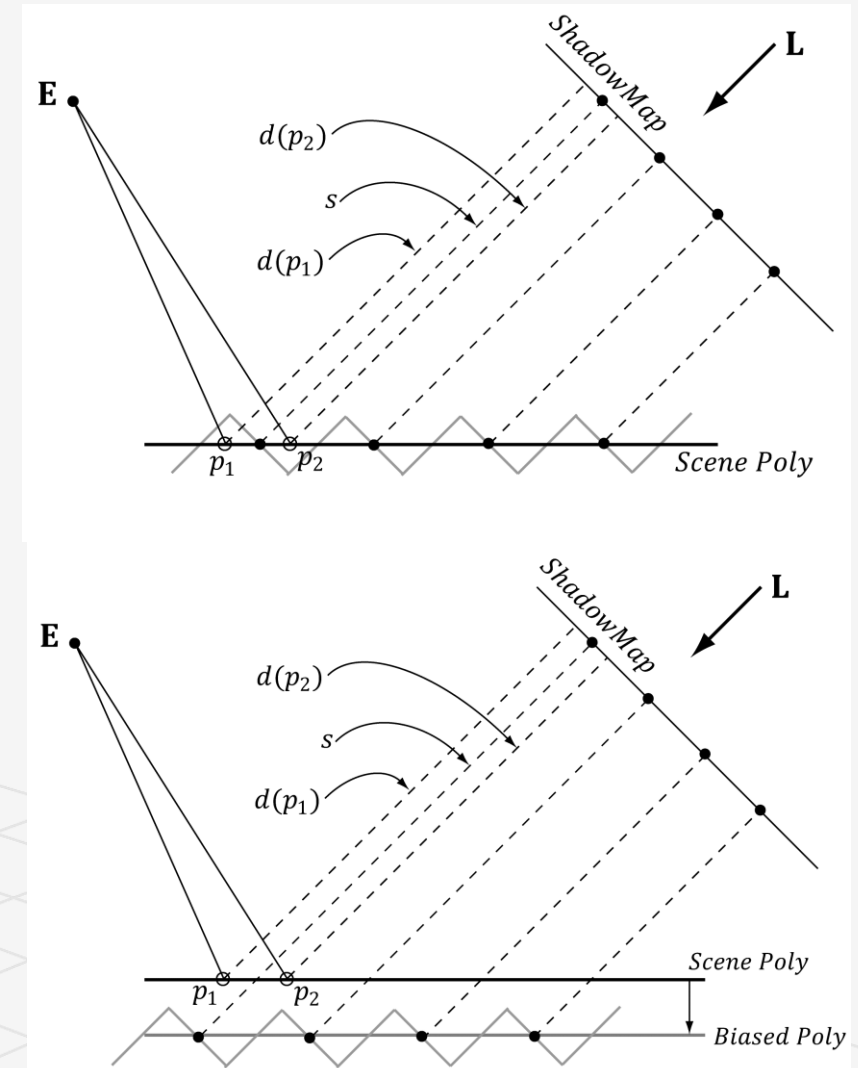 ShadowMap
L
E
d(p₂)
s
d(p₁)
p₁
p₂
Scene Poly
ShadowMap
L
E
d(p₂)
s
d(p₁)
Scene Poly
p₁
p₂
Biased Poly